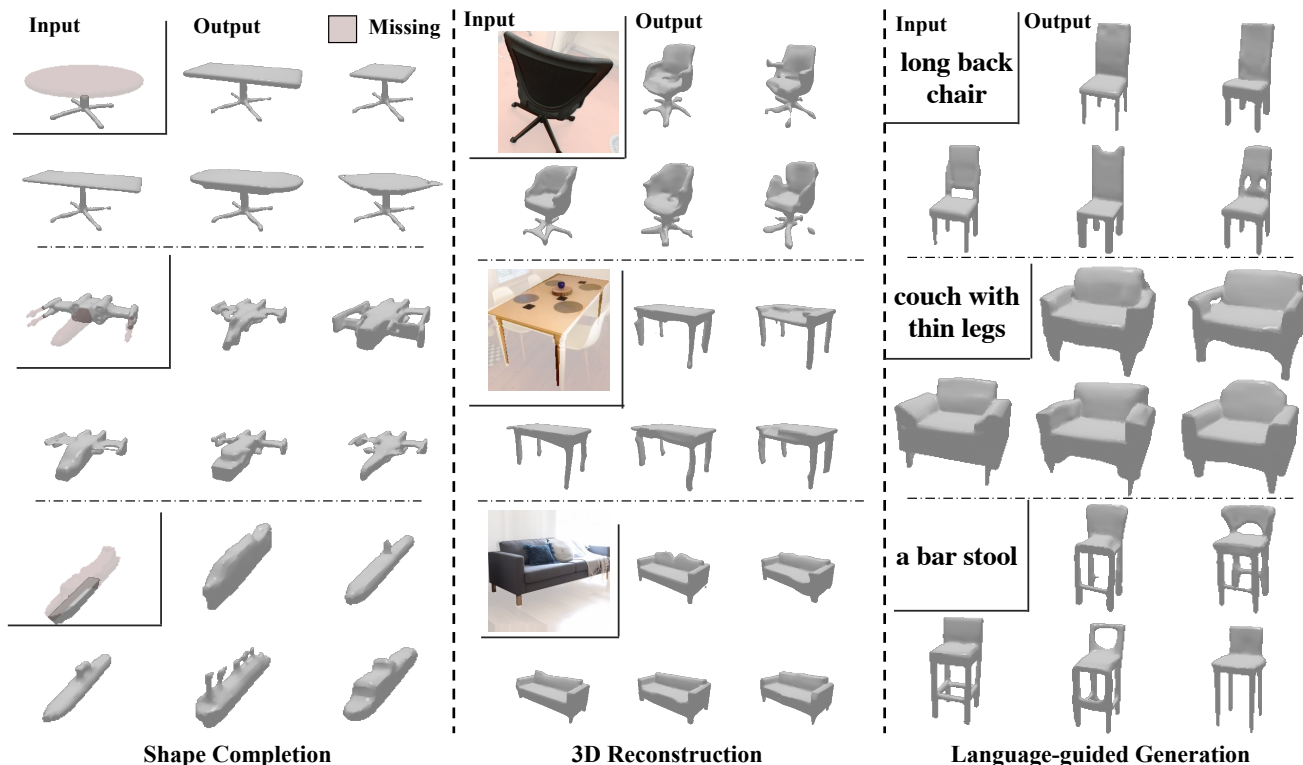 Input
Output
Missing
Input
Output
Input
Output
long back
chair
couch with
thin legs
a bar stool
Shape Completion
3D Reconstruction
Language-guided Generation